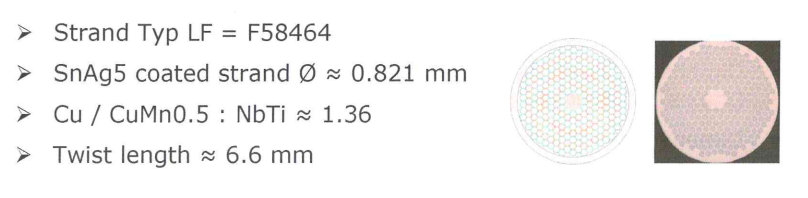 ➢ Strand Typ LF = F58464
➢ SnAg5 coated strand Ø ≈ 0.821 mm
➢ Cu / CuMn0.5 : NbTi ≈ 1.36
➢ Twist length ≈ 6.6 mm